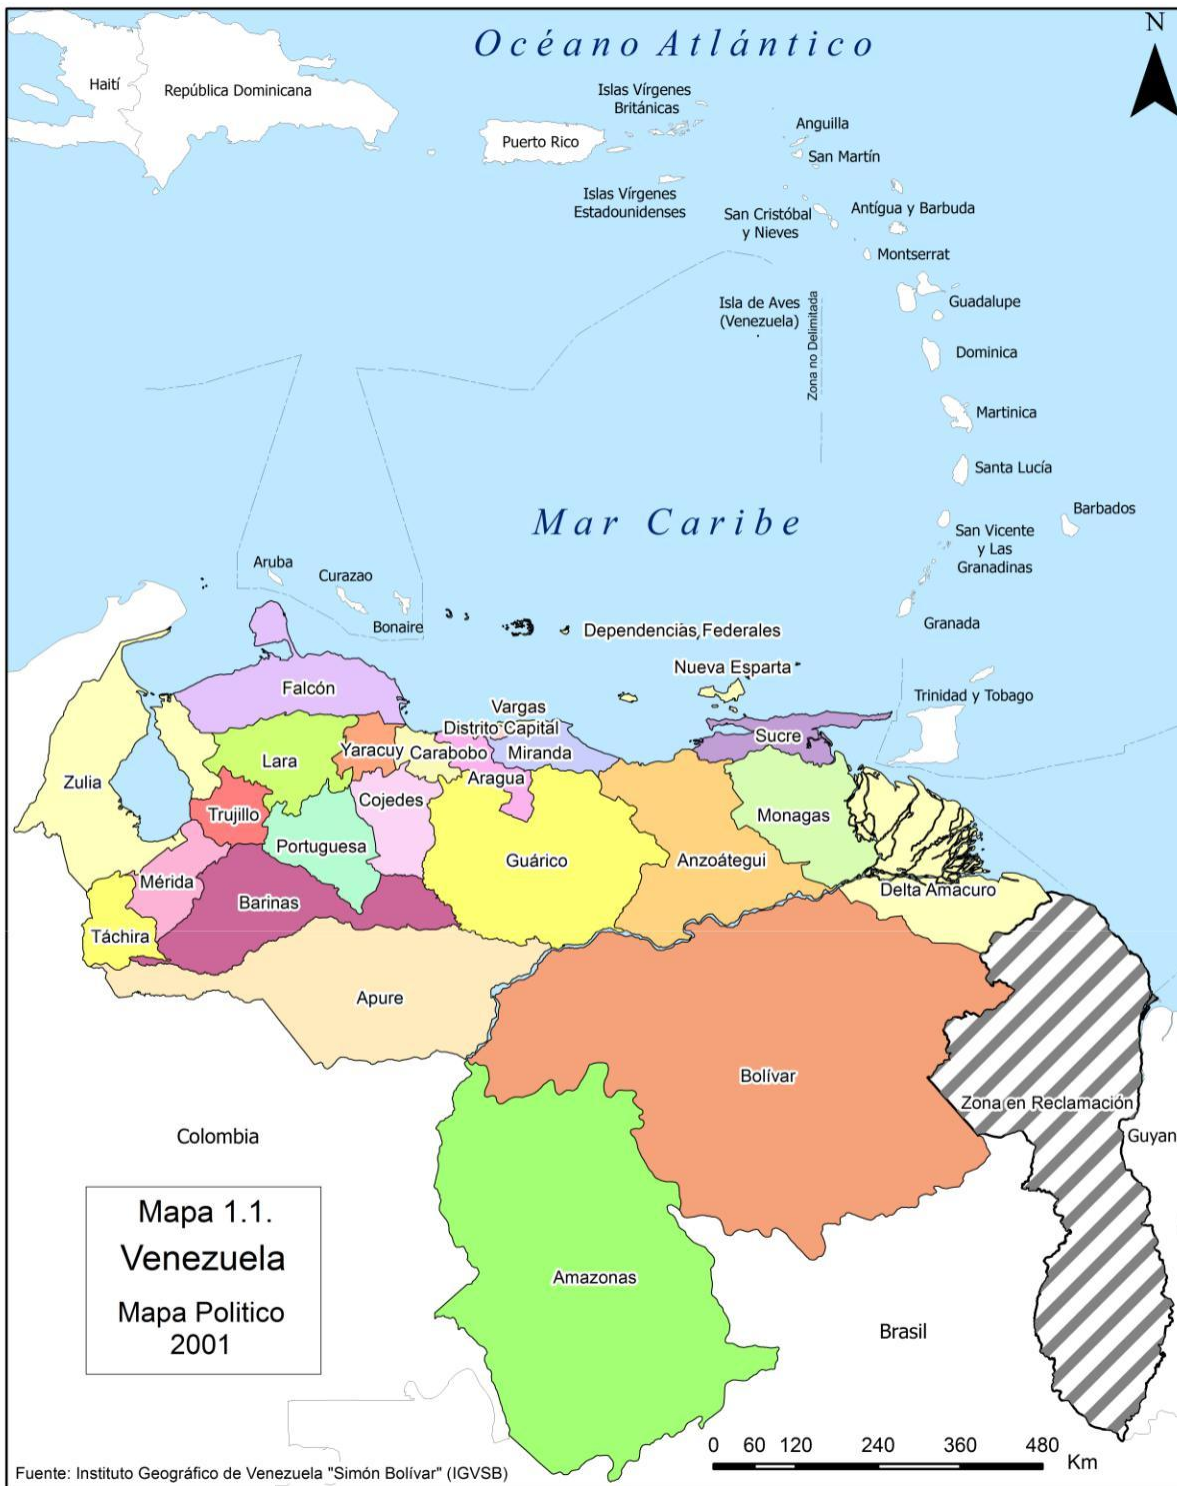 Océano Atlántico
N
Haití
República Dominicana
Puerto Rico
Islas Vírgenes
Británicas
Islas Vírgenes
Estadounidenses
Anguilla
San Martín
San Cristóbal
y Nieves
Antígua y Barbuda
Montserrat
Isla de Aves
(Venezuela)
Zona no Delimitada
Guadalupe
Dominica
Martinica
Santa Lucía
Mar Caribe
Barbados
San Vicente
y Las
Granadinas
Granada
Trinidad y Tobago
Aruba
Curazao
Bonaire
Dependencias Federales
Nueva Esparta
Falcón
Vargas
Distrito Capital
Sucre
Zulia
Lara
Yaracuy
Carabobo
Miranda
Aragua
Trujillo
Cojedes
Monagas
Portuguesa
Guárico
Anzoátegui
Mérida
Barinas
Delta Amacuro
Táchira
Apure
Bolívar
Zona en Reclamación
Colombia
Guyan
Amazonas
Brasil
Mapa 1.1.
Venezuela
Mapa Politico
2001
0 60 120 240 360 480
Km
Fuente: Instituto Geográfico de Venezuela "Simón Bolívar" (IGVSB)